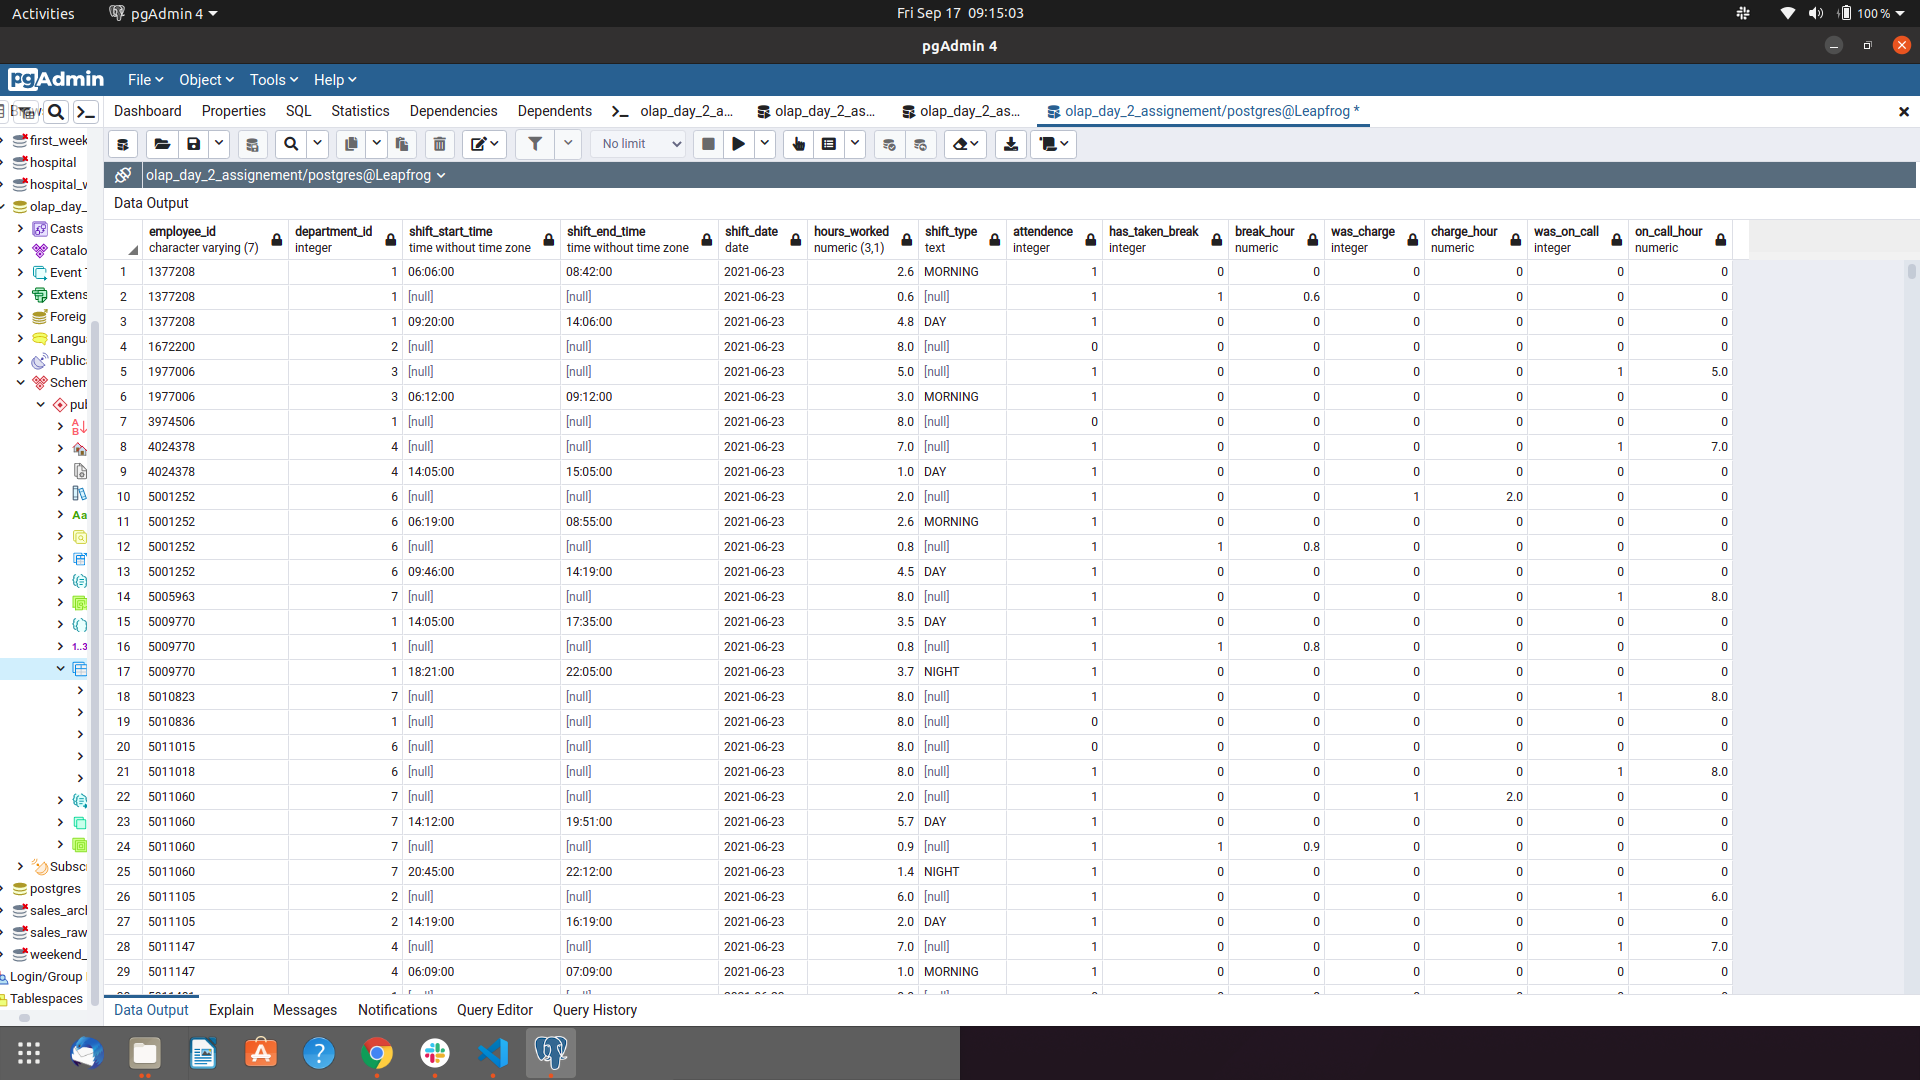 Activities pgAdmin 4 Fri Sep 17 09:15:03 100 %
pgAdmin 4
pgAdmin File Object Tools Help
Dashboard Properties SQL Statistics Dependencies Dependents olap_day_2_a... olap_day_2_as... olap_day_2_as... olap_day_2_assignement/postgres@Leapfrog *
No limit
olap_day_2_assignement/postgres@Leapfrog
Data Output
first_week
hospital
hospital_w
olap_day_
Casts
Catalo
Event T
Extens
Foreig
Langu
Public
Schem
pul
Aa
1..3
Subsc
postgres
sales_arcl
sales_raw
weekend_
Login/Group
Tablespaces
employee_id department_id shift_start_time shift_end_time shift_date hours_worked shift_type attendence has_taken_break break_hour was_charge charge_hour was_on_call on_call_hour
character varying (7) integer time without time zone time without time zone date numeric (3,1) text integer integer numeric integer numeric integer numeric
1 1377208 1 06:06:00 08:42:00 2021-06-23 2.6 MORNING 1 0 0 0 0 0 0
2 1377208 1 [null] [null] 2021-06-23 0.6 [null] 1 1 0.6 0 0 0 0
3 1377208 1 09:20:00 14:06:00 2021-06-23 4.8 DAY 1 0 0 0 0 0 0
4 1672200 2 [null] [null] 2021-06-23 8.0 [null] 0 0 0 0 0 0 0
5 1977006 3 [null] [null] 2021-06-23 5.0 [null] 1 0 0 0 0 1 5.0
6 1977006 3 06:12:00 09:12:00 2021-06-23 3.0 MORNING 1 0 0 0 0 0 0
7 3974506 1 [null] [null] 2021-06-23 8.0 [null] 0 0 0 0 0 0 0
8 4024378 4 [null] [null] 2021-06-23 7.0 [null] 1 0 0 0 0 1 7.0
9 4024378 4 14:05:00 15:05:00 2021-06-23 1.0 DAY 1 0 0 0 0 0 0
10 5001252 6 [null] [null] 2021-06-23 2.0 [null] 1 0 0 1 2.0 0 0
11 5001252 6 06:19:00 08:55:00 2021-06-23 2.6 MORNING 1 0 0 0 0 0 0
12 5001252 6 [null] [null] 2021-06-23 0.8 [null] 1 1 0.8 0 0 0 0
13 5001252 6 09:46:00 14:19:00 2021-06-23 4.5 DAY 1 0 0 0 0 0 0
14 5005963 7 [null] [null] 2021-06-23 8.0 [null] 1 0 0 0 0 1 8.0
15 5009770 1 14:05:00 17:35:00 2021-06-23 3.5 DAY 1 0 0 0 0 0 0
16 5009770 1 [null] [null] 2021-06-23 0.8 [null] 1 1 0.8 0 0 0 0
17 5009770 1 18:21:00 22:05:00 2021-06-23 3.7 NIGHT 1 0 0 0 0 0 0
18 5010823 7 [null] [null] 2021-06-23 8.0 [null] 1 0 0 0 0 1 8.0
19 5010836 1 [null] [null] 2021-06-23 8.0 [null] 0 0 0 0 0 0 0
20 5011015 6 [null] [null] 2021-06-23 8.0 [null] 0 0 0 0 0 0 0
21 5011018 6 [null] [null] 2021-06-23 8.0 [null] 1 0 0 0 0 1 8.0
22 5011060 7 [null] [null] 2021-06-23 2.0 [null] 1 0 0 1 2.0 0 0
23 5011060 7 14:12:00 19:51:00 2021-06-23 5.7 DAY 1 0 0 0 0 0 0
24 5011060 7 [null] [null] 2021-06-23 0.9 [null] 1 1 0.9 0 0 0 0
25 5011060 7 20:45:00 22:12:00 2021-06-23 1.4 NIGHT 1 0 0 0 0 0 0
26 5011105 2 [null] [null] 2021-06-23 6.0 [null] 1 0 0 0 0 1 6.0
27 5011105 2 14:19:00 16:19:00 2021-06-23 2.0 DAY 1 0 0 0 0 0 0
28 5011147 4 [null] [null] 2021-06-23 7.0 [null] 1 0 0 0 0 1 7.0
29 5011147 4 06:09:00 07:09:00 2021-06-23 1.0 MORNING 1 0 0 0 0 0 0
Data Output Explain Messages Notifications Query Editor Query History